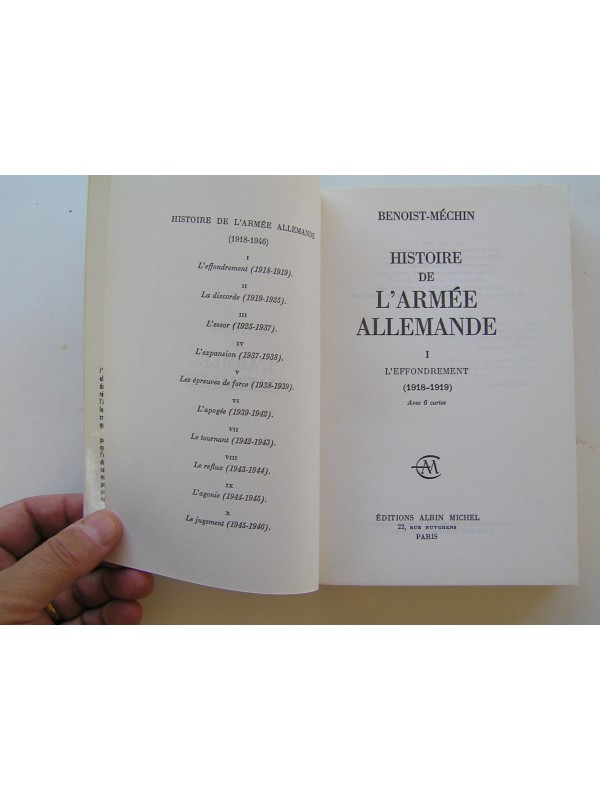 HISTOIRE DE L'ARMÉE ALLEMANDE
(1918-1946)
I
L'effondrement (1918-1919).
II
La discorde (1919-1925).
III
L'essor (1925-1937).
IV
L'expansion (1937-1938).
V
Les épreuves de force (1938-1939).
VI
L'apogée (1939-1942).
VII
Le tournant (1942-1943).
VIII
Le reflux (1943-1944).
IX
L'agonie (1944-1945).
X
Le jugement (1945-1946).
BENOIST-MÉCHIN
HISTOIRE
DE
L'ARMÉE
ALLEMANDE
I
L'EFFONDREMENT
(1918-1919)
Avec 6 cartes
ÉDITIONS ALBIN MICHEL
22, RUE HUYGHENS
PARIS